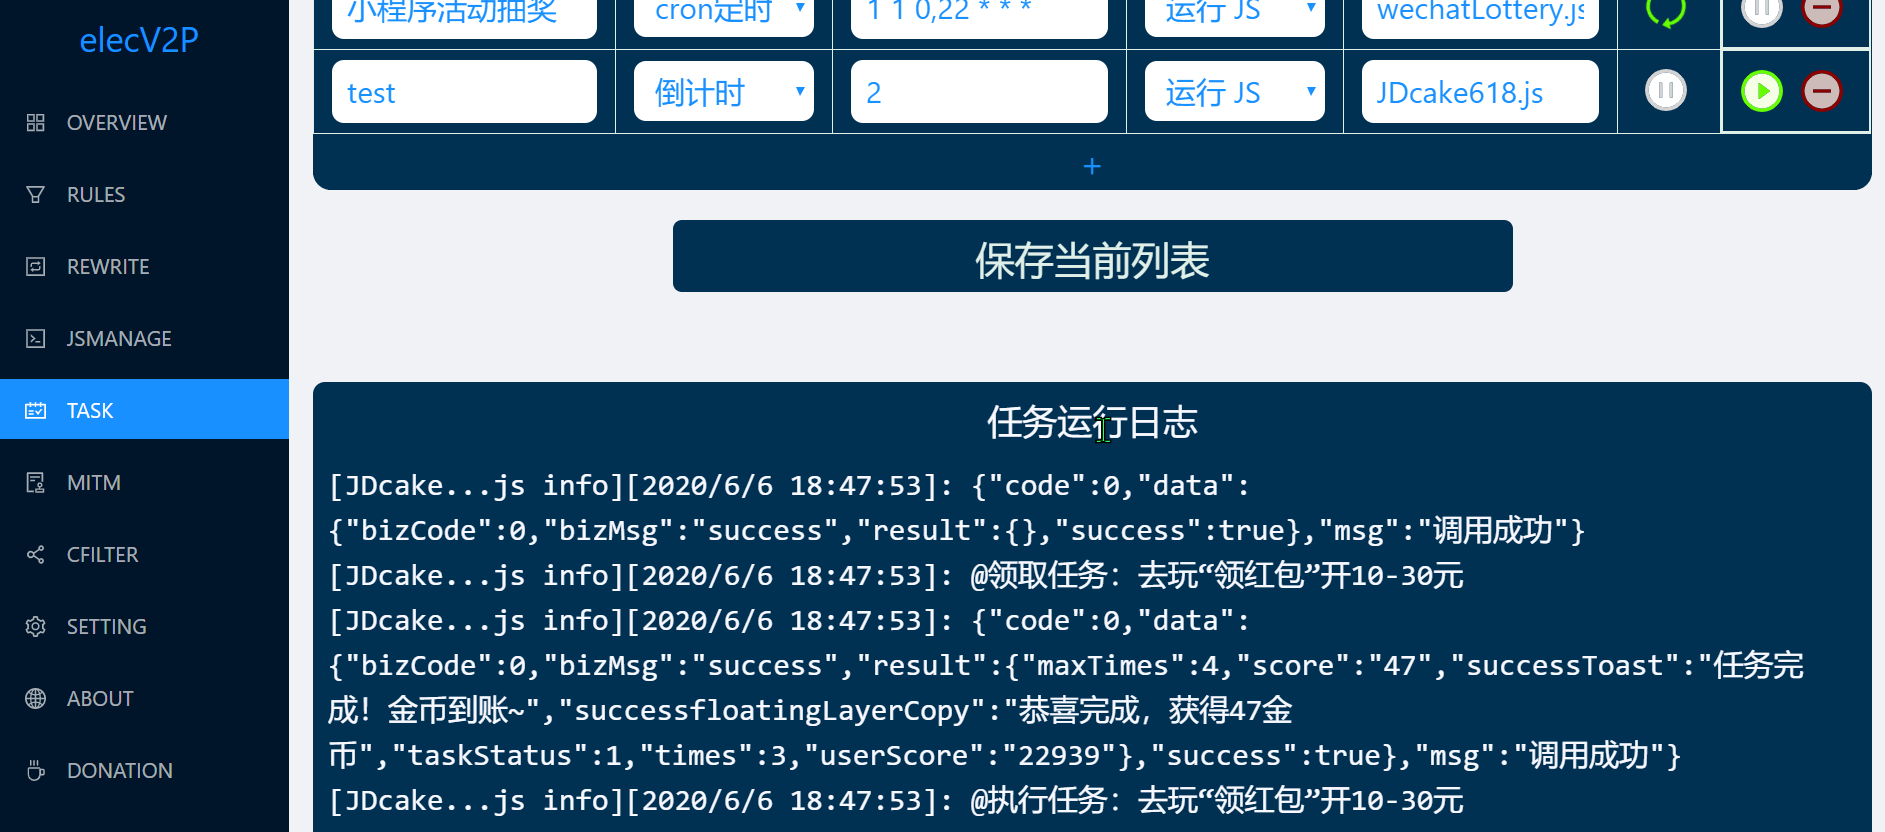 elecV2P
OVERVIEW
RULES
REWRITE
JSMANAGE
TASK
MITM
CFILTER
SETTING
ABOUT
DONATION
小程序活动抽奖 cron定时 1 1 0,22 * * * 运行 JS wechatLottery.js
test 倒计时 2 运行 JS JDcake618.js
+
保存当前列表
任务运行日志
[JDcake...js info][2020/6/6 18:47:53]: {"code":0,"data":
{"bizCode":0,"bizMsg":"success","result":{},"success":true},"msg":"调用成功"}
[JDcake...js info][2020/6/6 18:47:53]: @领取任务：去玩“领红包”开10-30元
[JDcake...js info][2020/6/6 18:47:53]: {"code":0,"data":
{"bizCode":0,"bizMsg":"success","result":{"maxTimes":4,"score":"47","successToast":"任务完
成！金币到账~","successfloatingLayerCopy":"恭喜完成，获得47金
币","taskStatus":1,"times":3,"userScore":"22939"},"success":true},"msg":"调用成功"}
[JDcake...js info][2020/6/6 18:47:53]: @执行任务：去玩“领红包”开10-30元